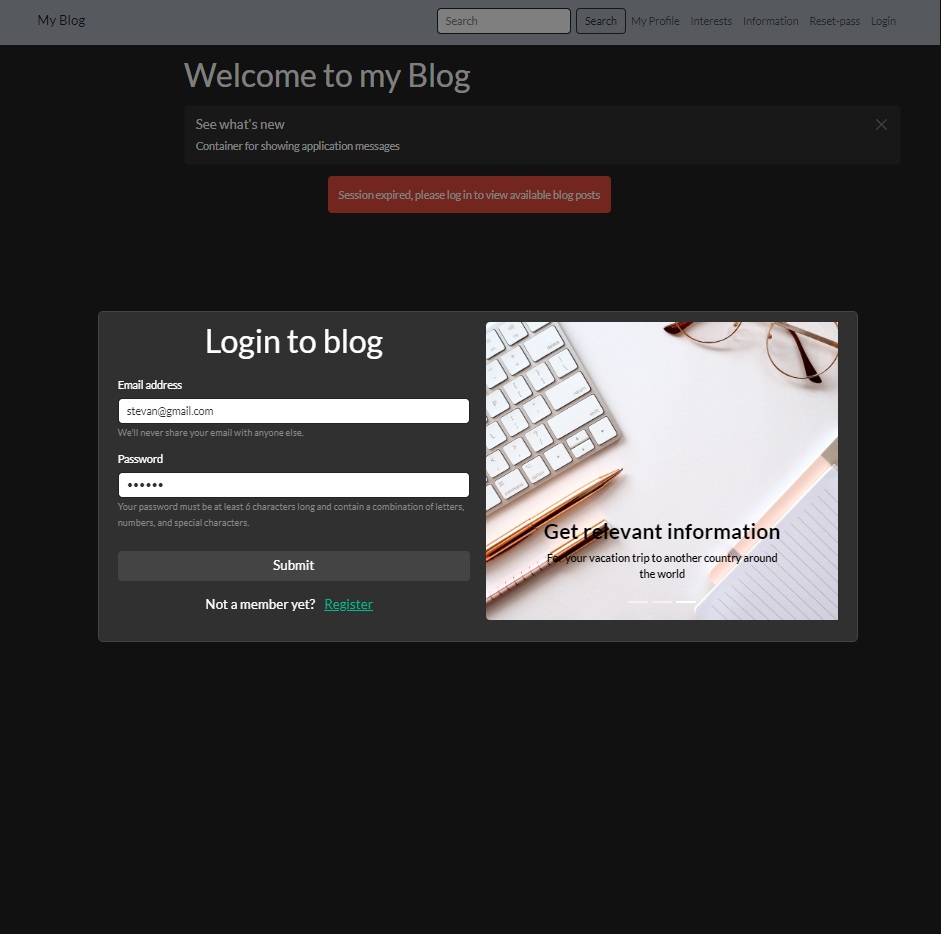 My Blog
Search
Search
My Profile
Interests
Information
Reset-pass
Login
Welcome to my Blog
See what's new
Container for showing application messages
Session expired, please log in to view available blog posts
Login to blog
Email address
stevan@gmail.com
We'll never share your email with anyone else.
Password
••••••
Your password must be at least 6 characters long and contain a combination of letters,
numbers, and special characters.
Submit
Not a member yet? Register
Get relevant information
For your vacation trip to another country around
the world